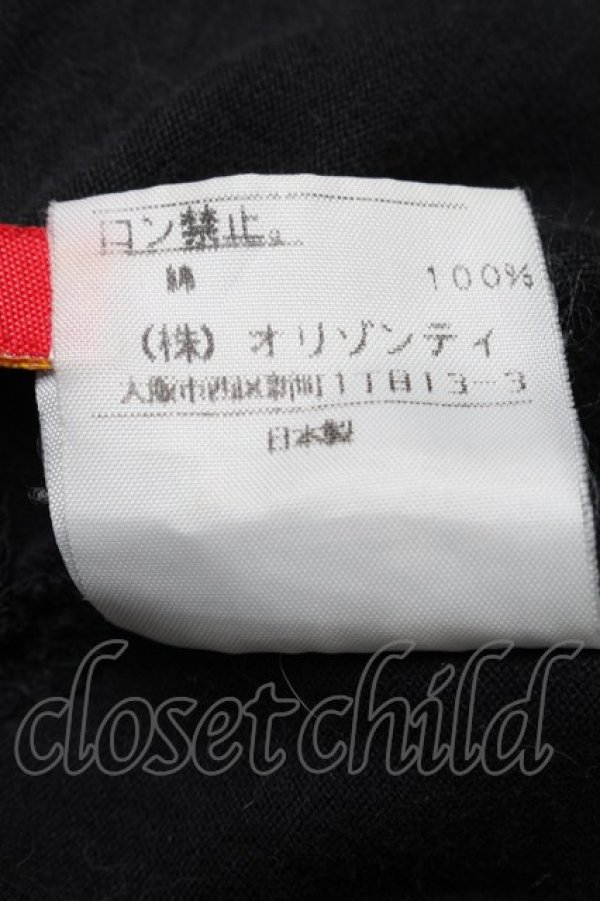 ロン禁止。
綿 100%
(株) オリゾンティ
大阪市西区新町1丁目13-3
日本製
closetchild